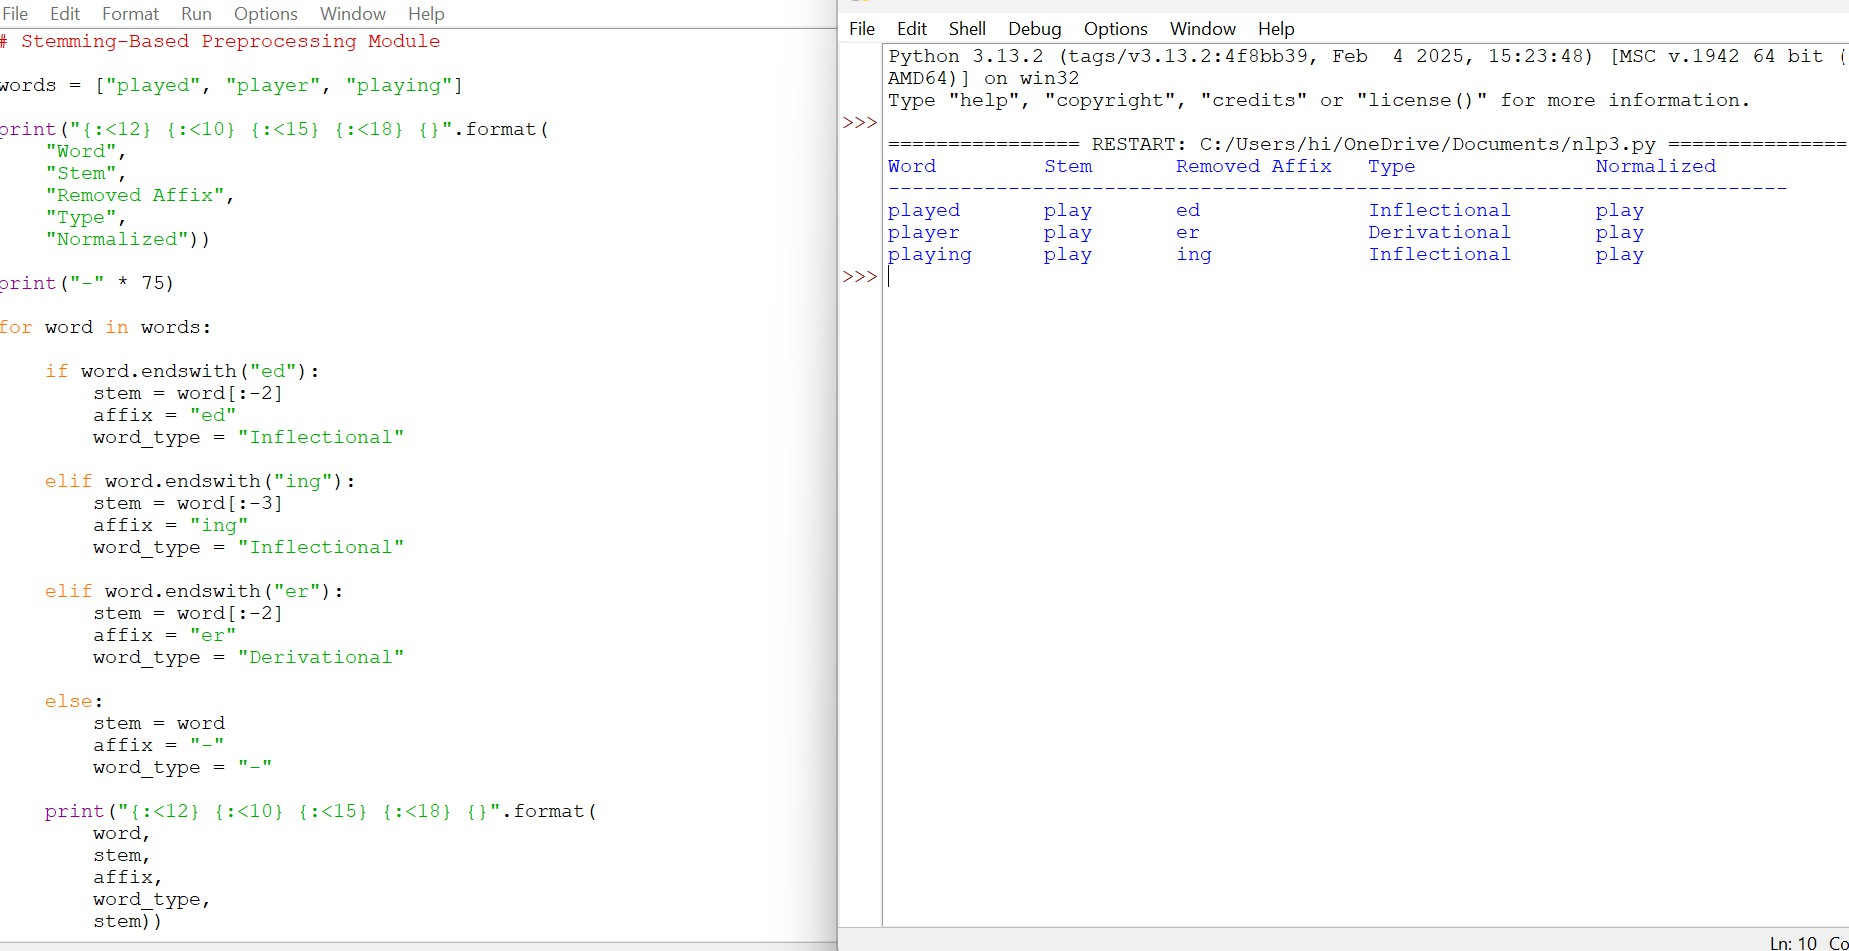 File Edit Format Run Options Window Help
# Stemming-Based Preprocessing Module
words = ["played", "player", "playing"]
print("{:<12} {:<10} {:<15} {:<18} {}".format(
"Word",
"Stem",
"Removed Affix",
"Type",
"Normalized"))
print("-" * 75)
for word in words:
if word.endswith("ed"):
stem = word[:-2]
affix = "ed"
word_type = "Inflectional"
elif word.endswith("ing"):
stem = word[:-3]
affix = "ing"
word_type = "Inflectional"
elif word.endswith("er"):
stem = word[:-2]
affix = "er"
word_type = "Derivational"
else:
stem = word
affix = "-"
word_type = "-"
print("{:<12} {:<10} {:<15} {:<18} {}".format(
word,
stem,
affix,
word_type,
stem))
File Edit Shell Debug Options Window Help
Python 3.13.2 (tags/v3.13.2:4f8bb39, Feb  4 2025, 15:23:48) [MSC v.1942 64 bit (
AMD64)] on win32
Type "help", "copyright", "credits" or "license()" for more information.
>>>
================ RESTART: C:/Users/hi/OneDrive/Documents/nlp3.py ===============
Word Stem Removed Affix Type Normalized
---------------------------------------------------------------------------
played play ed Inflectional play
player play er Derivational play
playing play ing Inflectional play
>>>
Ln: 10 Co